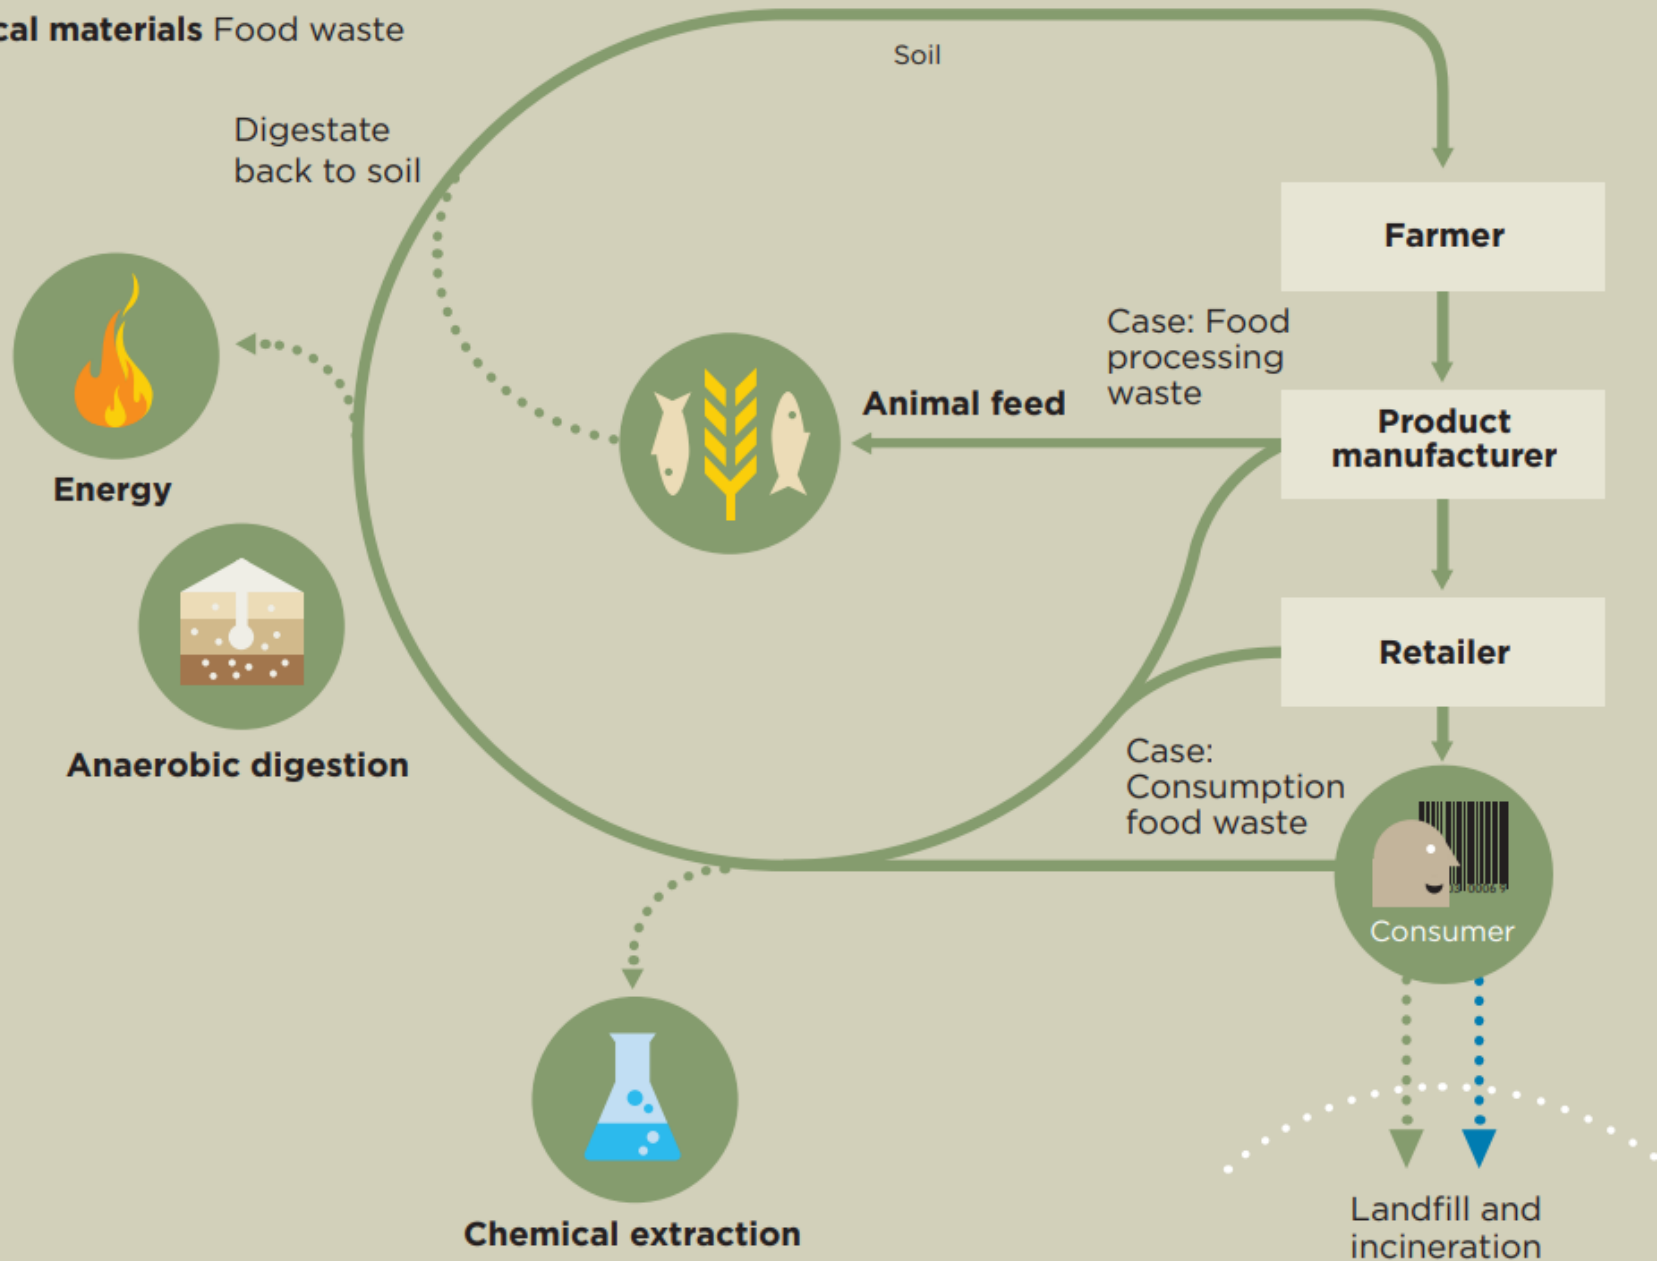 cal materials Food waste
Soil
Digestate
back to soil
Farmer
Case: Food
processing
waste
Animal feed
Product
manufacturer
Energy
Retailer
Anaerobic digestion
Case:
Consumption
food waste
Consumer
Chemical extraction
Landfill and
incineration